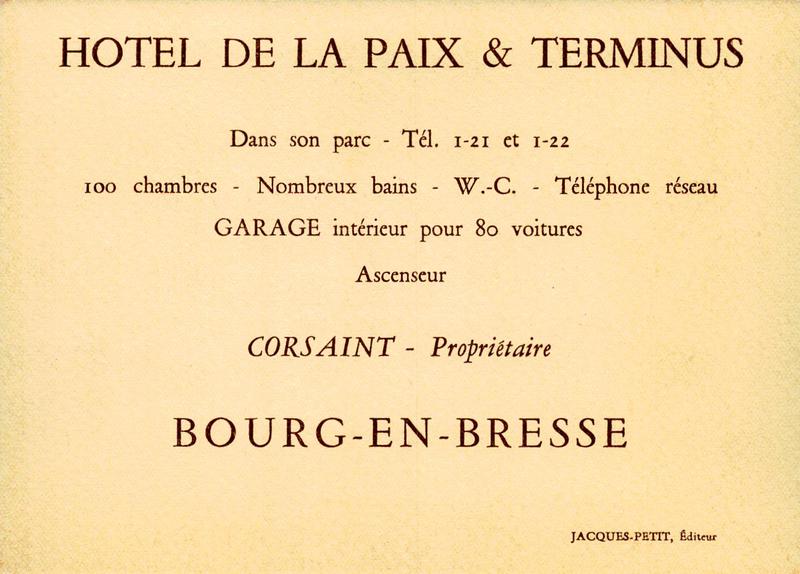 HOTEL DE LA PAIX & TERMINUS
Dans son parc - Tél. 1-21 et 1-22
100 chambres - Nombreux bains - W.-C. - Téléphone réseau
GARAGE intérieur pour 80 voitures
Ascenseur
CORSAINT - Propriétaire
BOURG-EN-BRESSE
JACQUES-PETIT, Éditeur